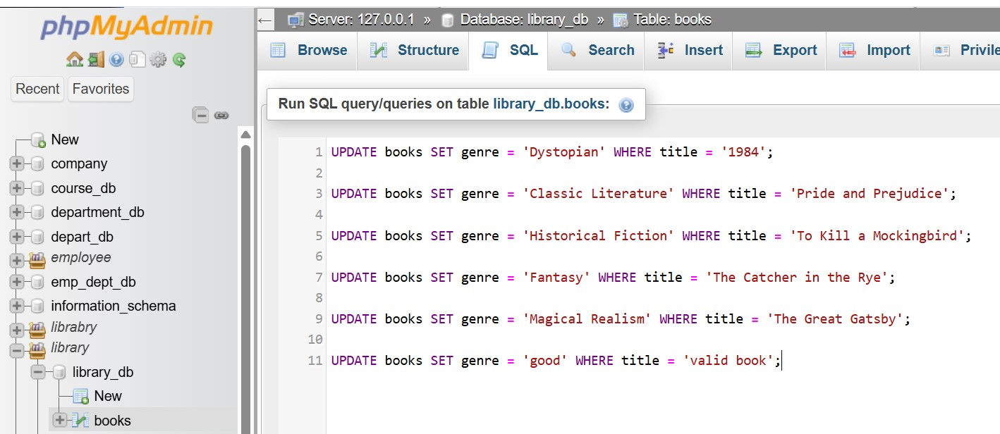 phpMyAdmin
Recent Favorites
New
company
course_db
department_db
depart_db
employee
emp_dept_db
information_schema
librabry
library
library_db
New
books
← Server: 127.0.0.1 » Database: library_db » Table: books
Browse Structure SQL Search Insert Export Import Privile
Run SQL query/queries on table library_db.books:
1 UPDATE books SET genre = 'Dystopian' WHERE title = '1984';
2
3 UPDATE books SET genre = 'Classic Literature' WHERE title = 'Pride and Prejudice';
4
5 UPDATE books SET genre = 'Historical Fiction' WHERE title = 'To Kill a Mockingbird';
6
7 UPDATE books SET genre = 'Fantasy' WHERE title = 'The Catcher in the Rye';
8
9 UPDATE books SET genre = 'Magical Realism' WHERE title = 'The Great Gatsby';
10
11 UPDATE books SET genre = 'good' WHERE title = 'valid book';